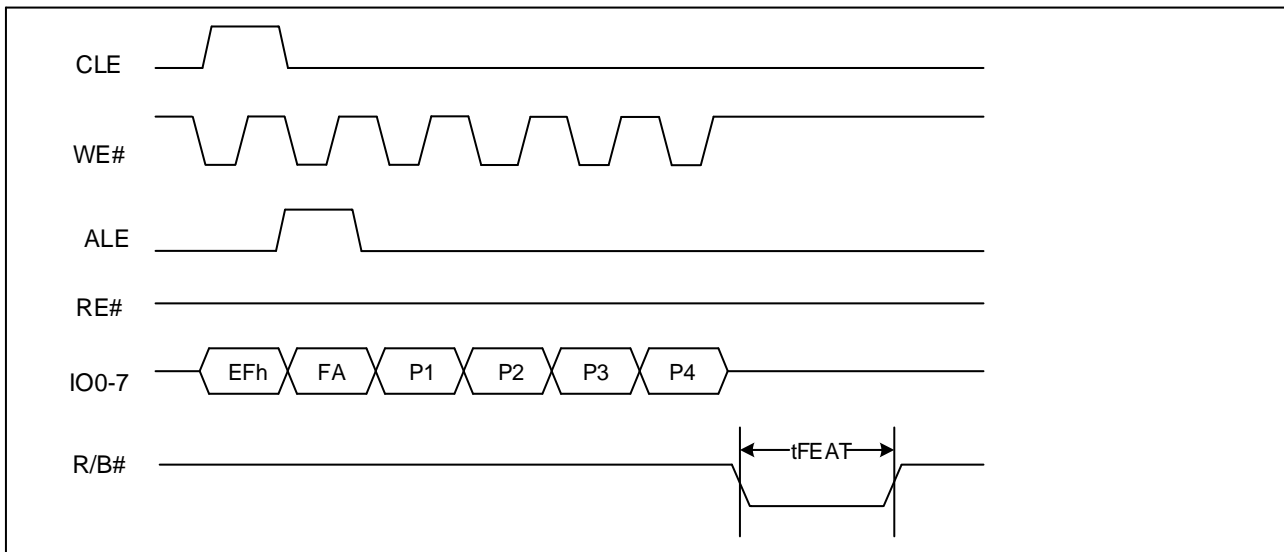 CLE
WE#
ALE
RE#
IO0-7 EFh FA P1 P2 P3 P4
R/B# tFEAT